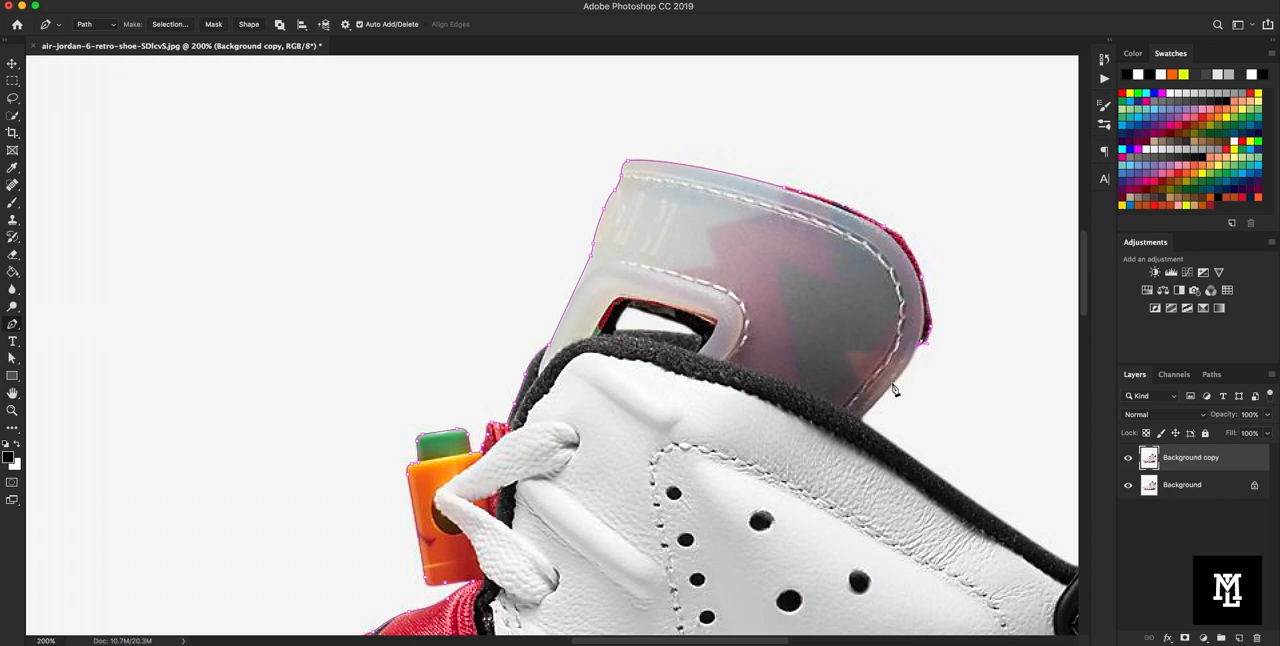 Adobe Photoshop CC 2019
Path Make: Selection... Mask Shape Auto Add/Delete Align Edges
× air-jordan-6-retro-shoe-SDlcvS.jpg @ 200% (Background copy, RGB/8*) *
Color Swatches
Adjustments
Add an adjustment
Layers Channels Paths
Kind
Normal Opacity: 100%
Lock: Fill: 100%
Background copy
Background
ML
200% Doc: 10.7M/20.3M